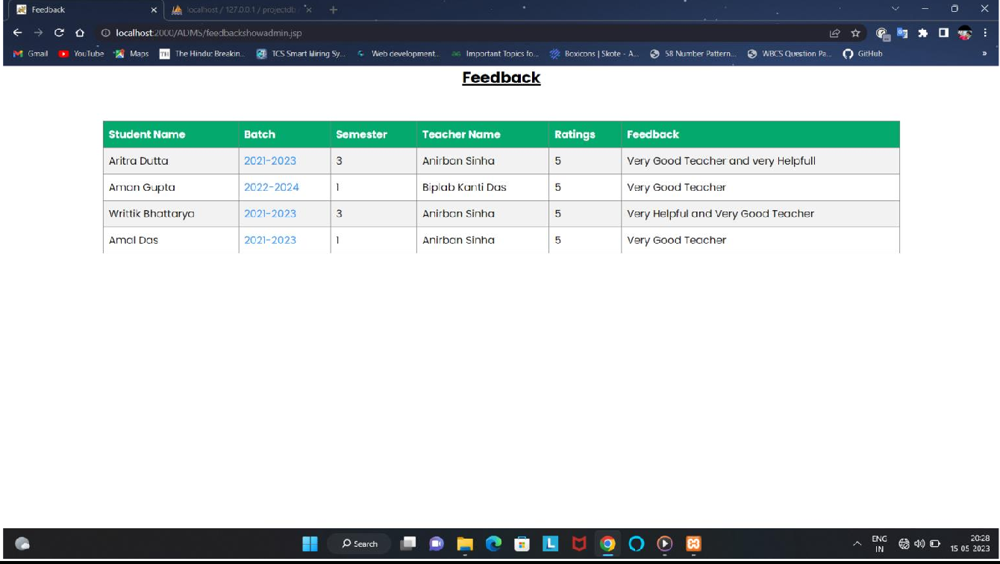 Feedback
localhost / 127.0.0.1 / projectdb
localhost:2000/ADMS/feedbackshowadmin.jsp
Gmail YouTube Maps The Hindu: Breakin... TCS Smart Hiring Sy... Web development... Important Topics fo... Boxicons | Skote - A... 58 Number Pattern... WBCS Question Pa... GitHub »
Feedback
Student Name Batch Semester Teacher Name Ratings Feedback
Aritra Dutta 2021-2023 3 Anirban Sinha 5 Very Good Teacher and very Helpfull
Aman Gupta 2022-2024 1 Biplab Kanti Das 5 Very Good Teacher
Writtik Bhattarya 2021-2023 3 Anirban Sinha 5 Very Helpful and Very Good Teacher
Amal Das 2021-2023 1 Anirban Sinha 5 Very Good Teacher
Search
ENG
IN
20:28
15-05-2023